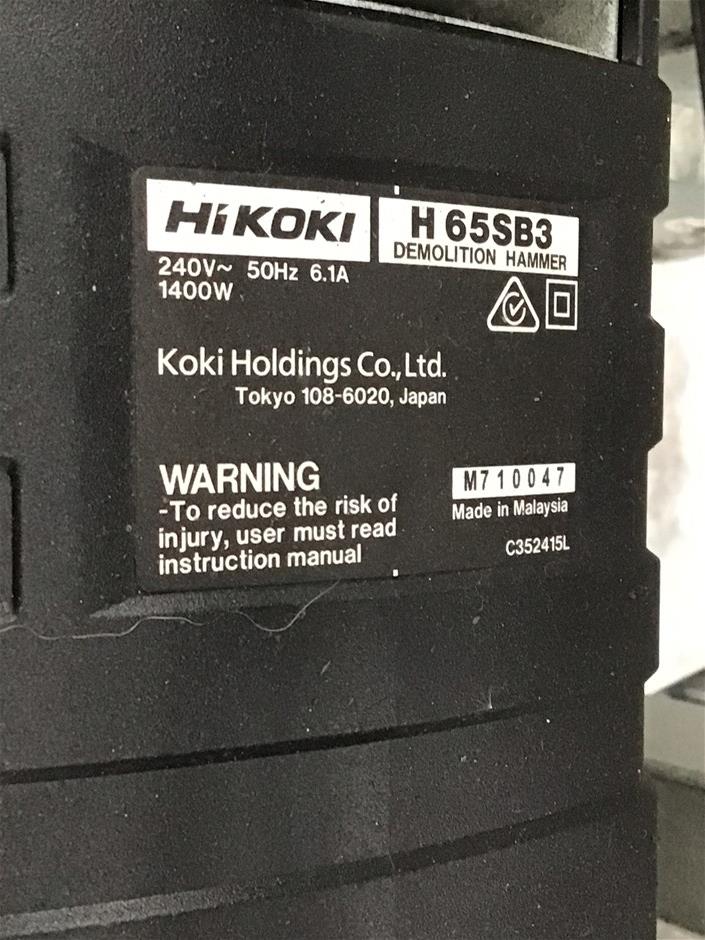 HiKOKI
H 65SB3
DEMOLITION HAMMER
240V~ 50Hz 6.1A
1400W
Koki Holdings Co.,Ltd.
Tokyo 108-6020, Japan
WARNING
-To reduce the risk of
injury, user must read
instruction manual
M710047
Made in Malaysia
C352415L